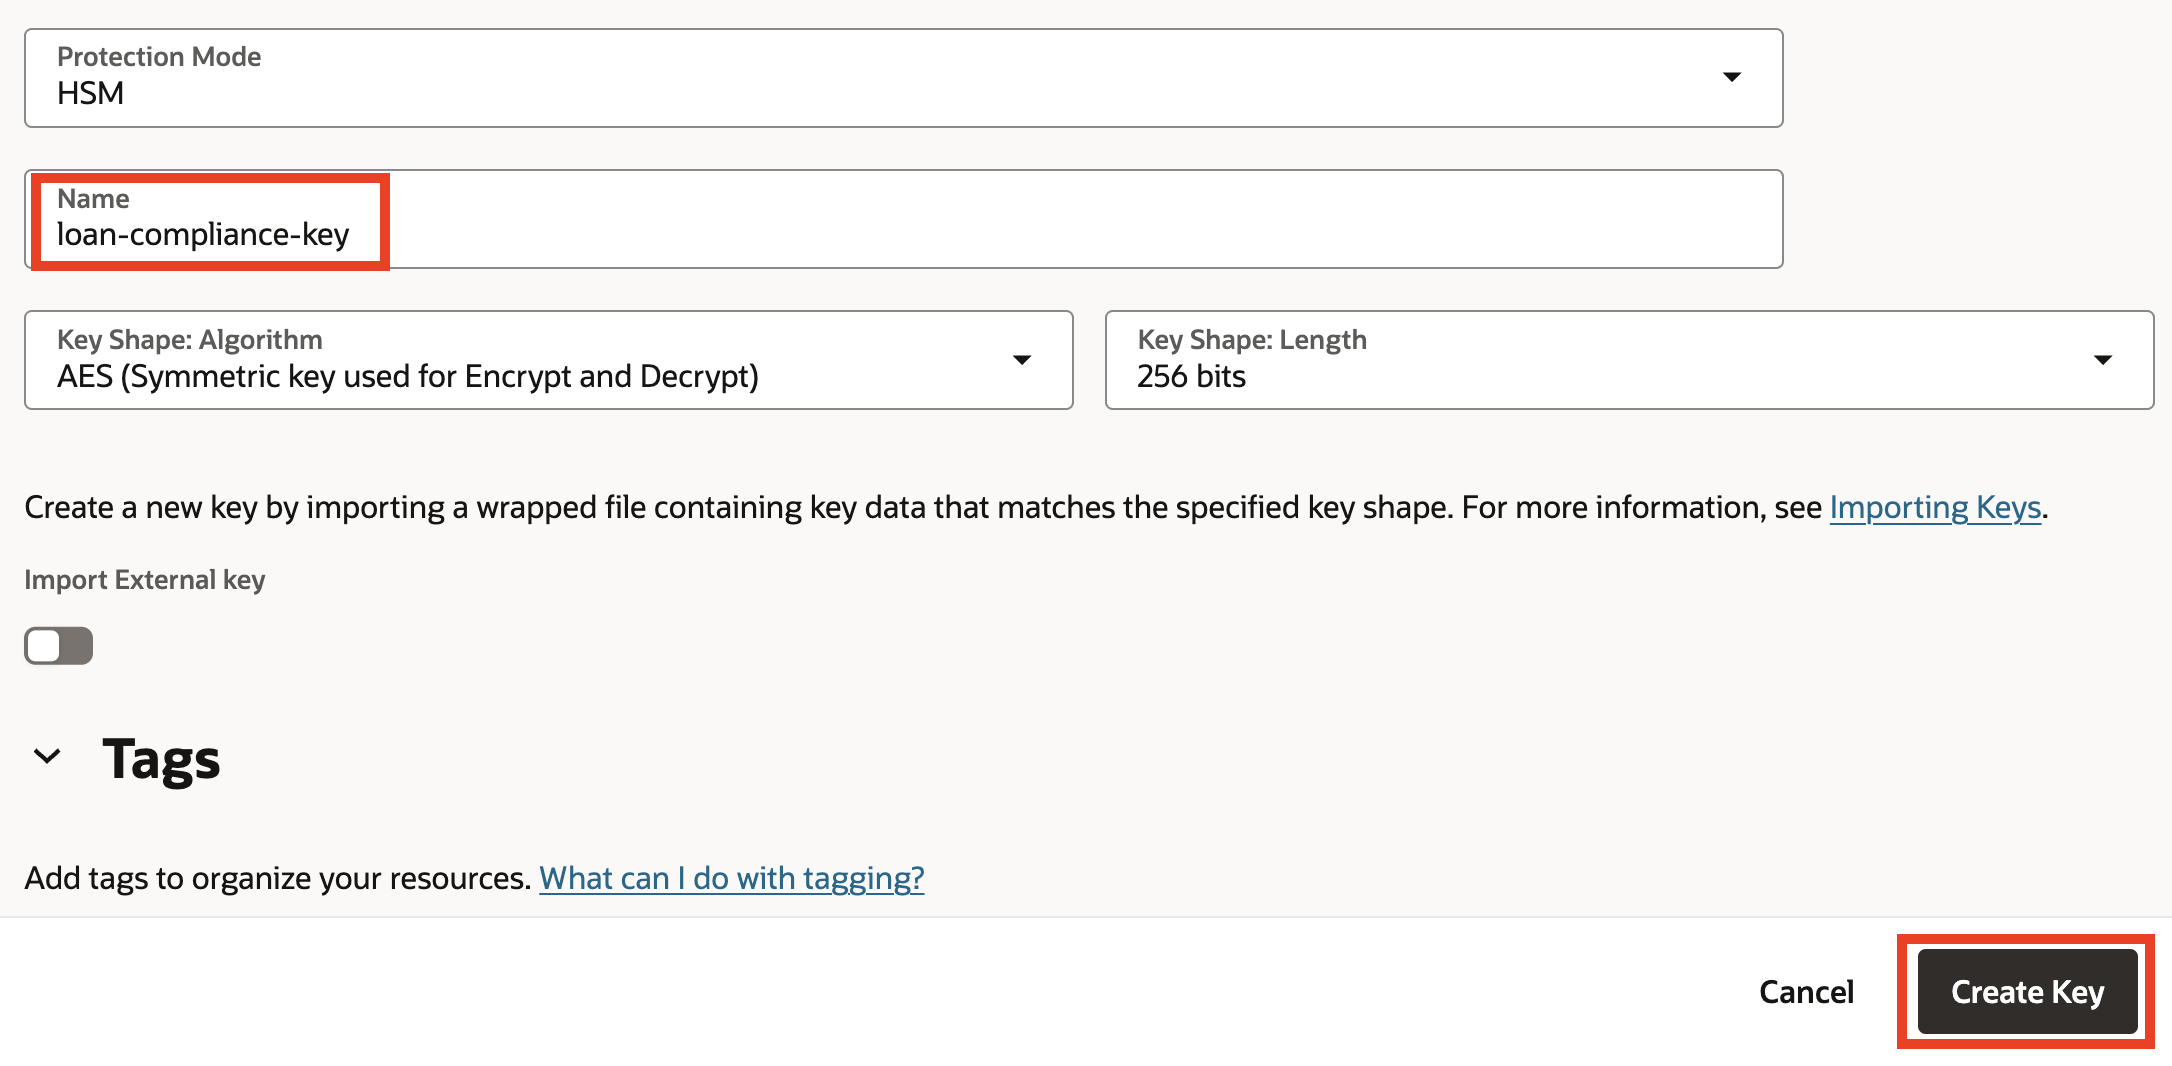 Protection Mode
HSM
Name
loan-compliance-key
Key Shape: Algorithm
AES (Symmetric key used for Encrypt and Decrypt)
Key Shape: Length
256 bits
Create a new key by importing a wrapped file containing key data that matches the specified key shape. For more information, see Importing Keys.
Import External key
Tags
Add tags to organize your resources. What can I do with tagging?
Cancel
Create Key